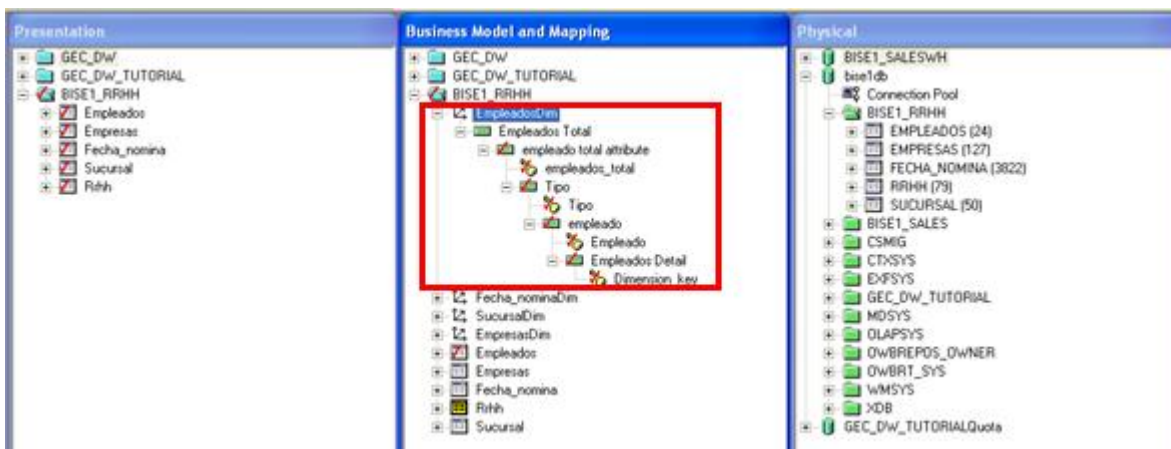 Presentation
GEC_DW
GEC_DW_TUTORIAL
BISE1_RRHH
Empleados
Empresas
Fecha_nomina
Sucursal
Rrhh
Business Model and Mapping
GEC_DW
GEC_DW_TUTORIAL
BISE1_RRHH
EmpleadosDim
Empleados Total
empleado total attribute
empleados_total
Tipo
Tipo
empleado
Empleado
Empleados Detail
Dimension_key
Fecha_nominaDim
SucursalDim
EmpresasDim
Empleados
Empresas
Fecha_nomina
Rrhh
Sucursal
Physical
BISE1_SALESWH
bise1db
Connection Pool
BISE1_RRHH
EMPLEADOS (24)
EMPRESAS (127)
FECHA_NOMINA (3822)
RRHH (79)
SUCURSAL (50)
BISE1_SALES
CSMIG
CTXSYS
EXFSYS
GEC_DW_TUTORIAL
MDSYS
OLAPSYS
OWBREPOS_OWNER
OWBRT_SYS
WMSYS
XDB
GEC_DW_TUTORIALQuota